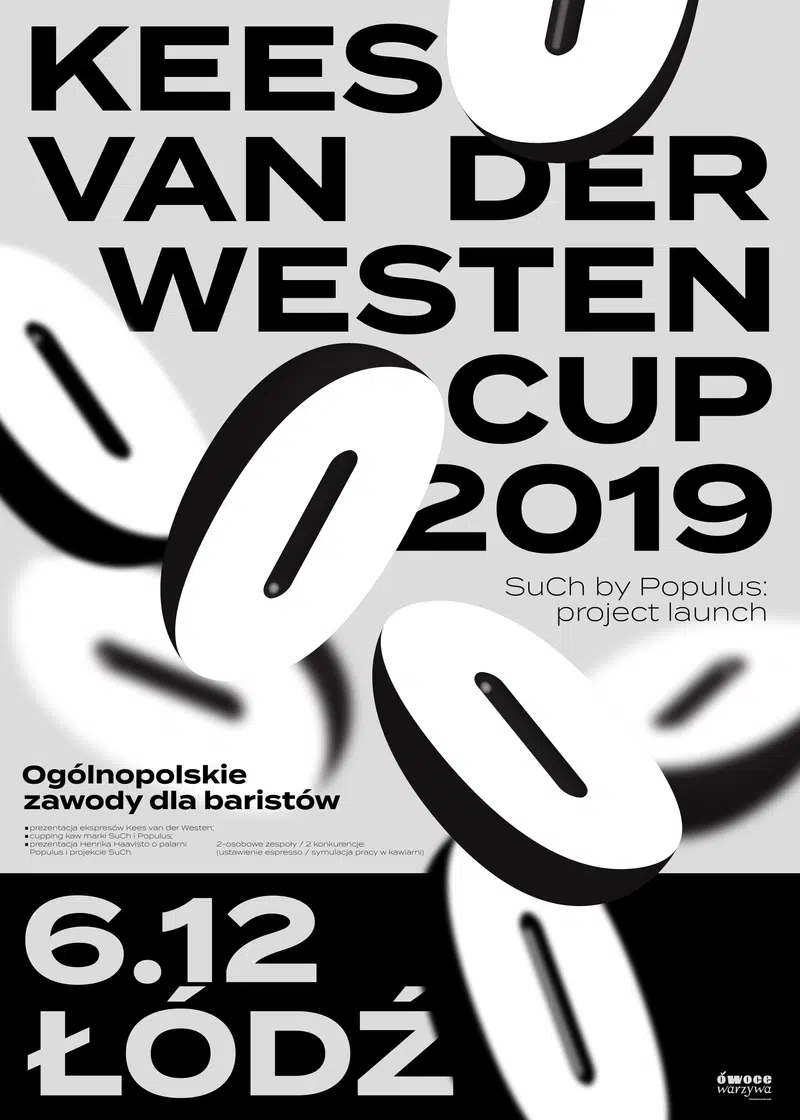 KEES
VAN DER
WESTEN
CUP
2019
SuCh by Populus:
project launch
Ogólnopolskie
zawody dla baristów
▪ prezentacja ekspresów Kees van der Westen;
▪ cupping kaw marki SuCh i Populus;
▪ prezentacja Henrika Haavisto o palarni
Populus i projekcie SuCh.
2-osobowe zespoły / 2 konkurencje:
(ustawienie espresso / symulacja pracy w kawiarni)
6.12
ŁÓDŹ
ówoce
warzywa